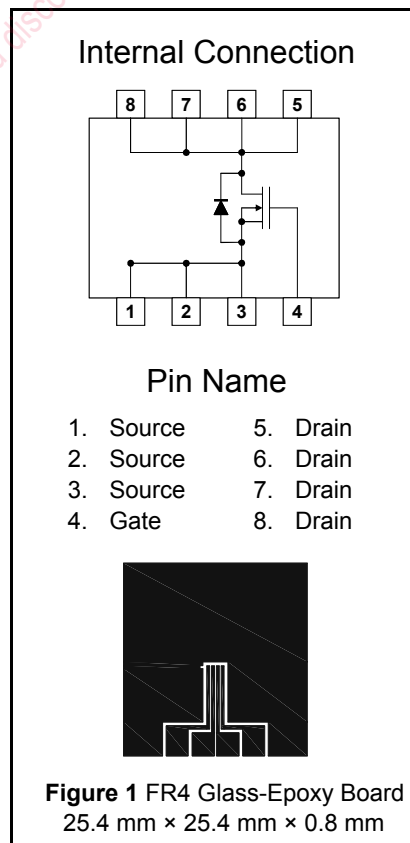 Internal Connection
8 7 6 5
1 2 3 4
Pin Name
1. Source 5. Drain
2. Source 6. Drain
3. Source 7. Drain
4. Gate 8. Drain
Figure 1 FR4 Glass-Epoxy Board
25.4 mm × 25.4 mm × 0.8 mm